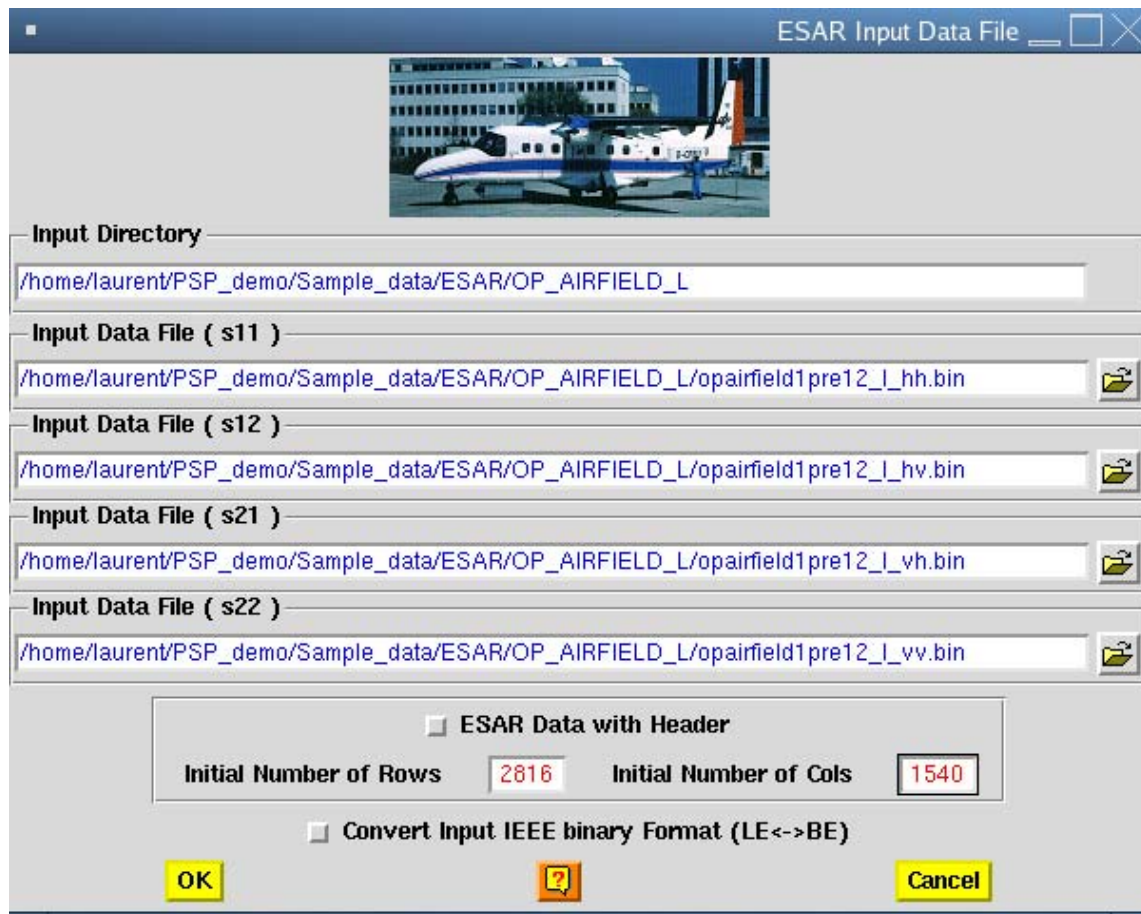 ESAR Input Data File
Input Directory
/home/laurent/PSP_demo/Sample_data/ESAR/OP_AIRFIELD_L
Input Data File ( s11 )
/home/laurent/PSP_demo/Sample_data/ESAR/OP_AIRFIELD_L/opairfield1pre12_l_hh.bin
Input Data File ( s12 )
/home/laurent/PSP_demo/Sample_data/ESAR/OP_AIRFIELD_L/opairfield1pre12_l_hv.bin
Input Data File ( s21 )
/home/laurent/PSP_demo/Sample_data/ESAR/OP_AIRFIELD_L/opairfield1pre12_l_vh.bin
Input Data File ( s22 )
/home/laurent/PSP_demo/Sample_data/ESAR/OP_AIRFIELD_L/opairfield1pre12_l_vv.bin
ESAR Data with Header
Initial Number of Rows 2816 Initial Number of Cols 1540
Convert Input IEEE binary Format (LE<->BE)
OK ? Cancel